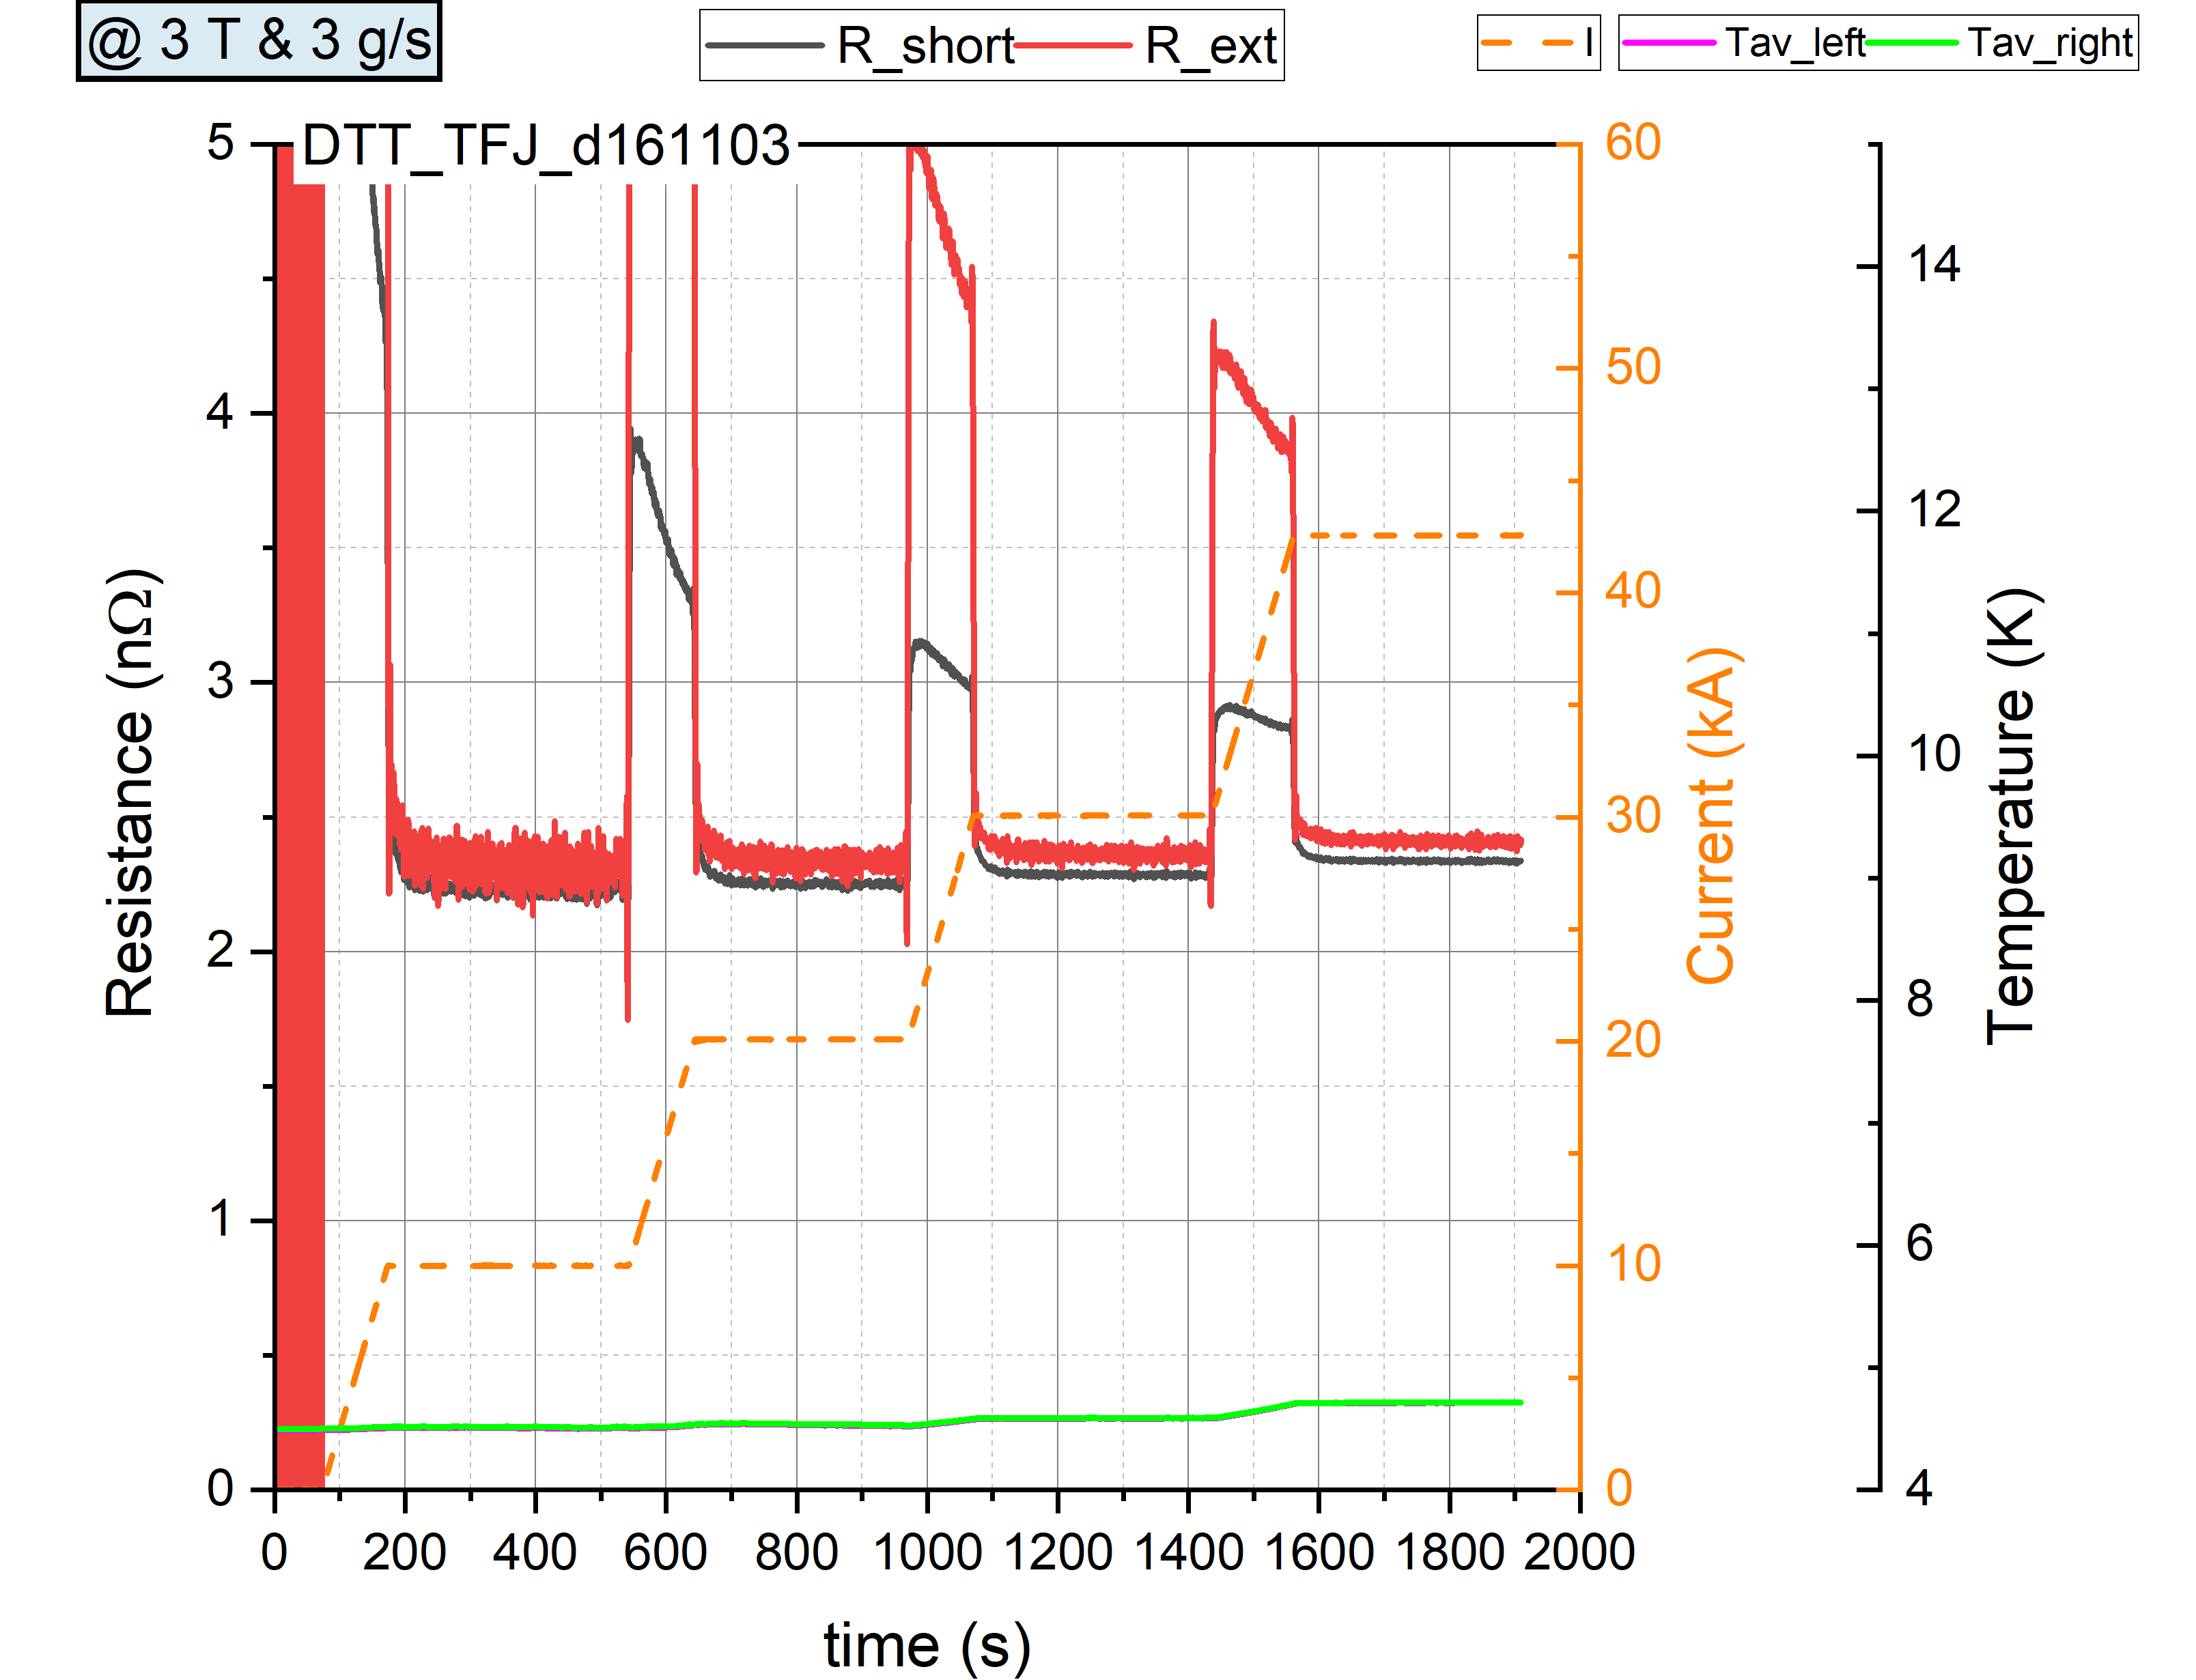 @ 3 T & 3 g/s
R_short R_ext
I
Tav_left Tav_right
DTT_TFJ_d161103
5
4
3
2
1
0
Resistance (nΩ)
0 200 400 600 800 1000 1200 1400 1600 1800 2000
time (s)
60
50
40
30
20
10
0
Current (kA)
14
12
10
8
6
4
Temperature (K)